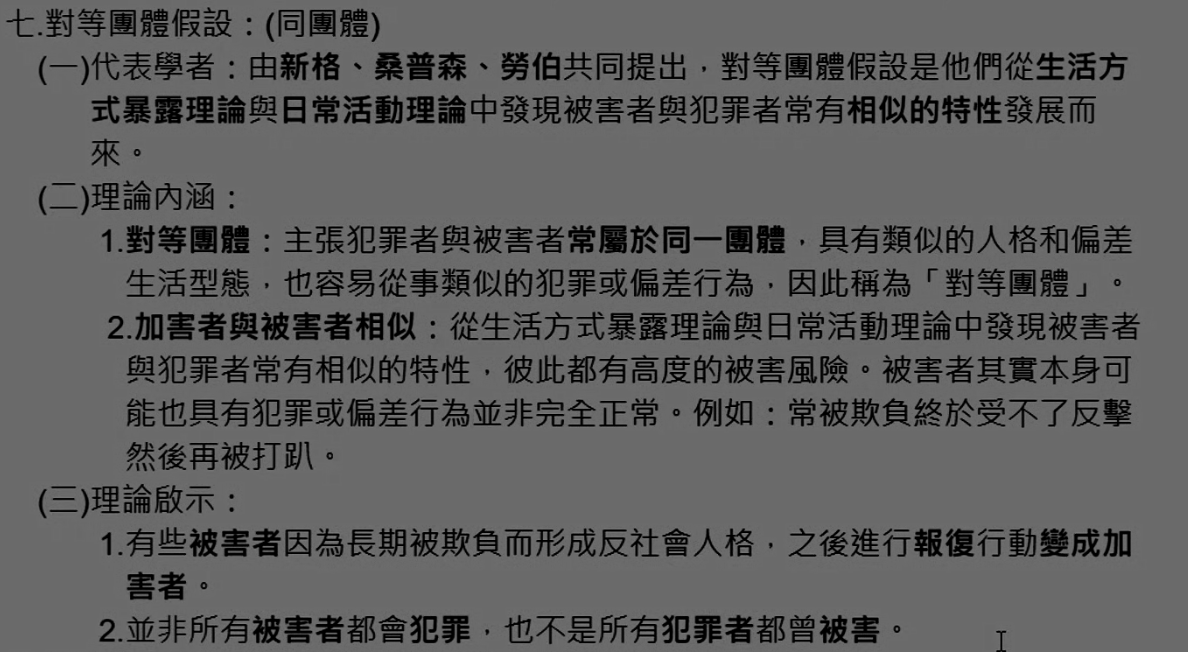 七.對等團體假設：(同團體)
(一)代表學者：由新格、桑普森、勞伯共同提出，對等團體假設是他們從生活方
式暴露理論與日常活動理論中發現被害者與犯罪者常有相似的特性發展而
來。
(二)理論內涵：
1.對等團體：主張犯罪者與被害者常屬於同一團體，具有類似的人格和偏差
生活型態，也容易從事類似的犯罪或偏差行為，因此稱為「對等團體」。
2.加害者與被害者相似：從生活方式暴露理論與日常活動理論中發現被害者
與犯罪者常有相似的特性，彼此都有高度的被害風險。被害者其實本身可
能也具有犯罪或偏差行為並非完全正常。例如：常被欺負終於受不了反擊
然後再被打趴。
(三)理論啟示：
1.有些被害者因為長期被欺負而形成反社會人格，之後進行報復行動變成加
害者。
2.並非所有被害者都會犯罪，也不是所有犯罪者都曾被害。